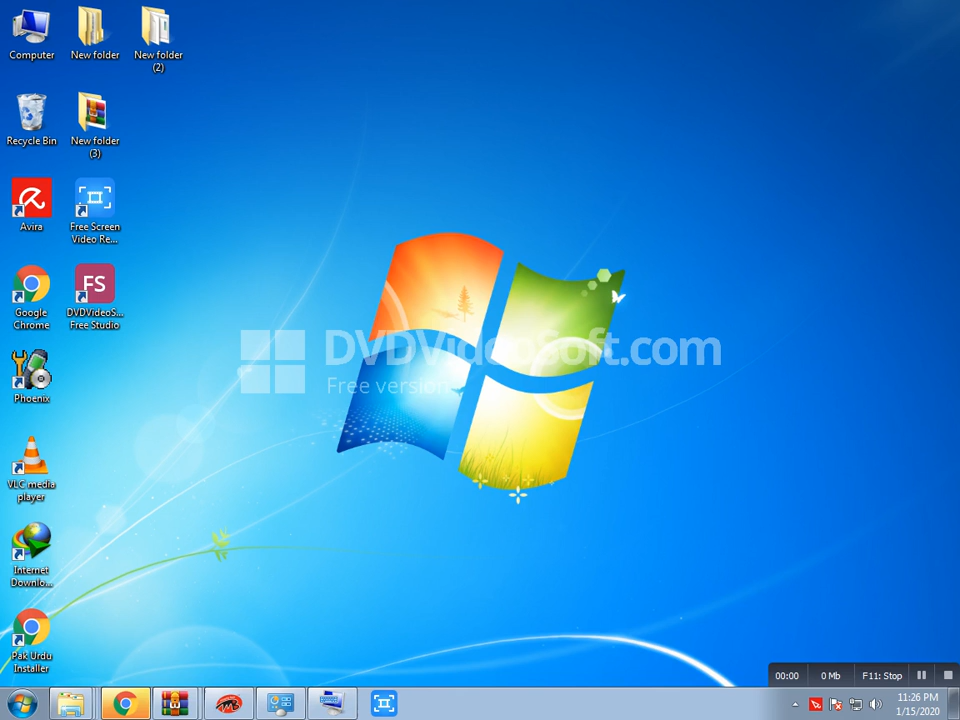 Computer
New folder
New folder
(2)
Recycle Bin
New folder
(3)
Avira
Free Screen
Video Re...
Google
Chrome
FS
DVDVideoS...
Free Studio
Phoenix
DVDVideoSoft.com
Free version
VLC media
player
Internet
Downlo...
Pak Urdu
Installer
00:00
0 Mb
F11: Stop
11:26 PM
1/15/2020